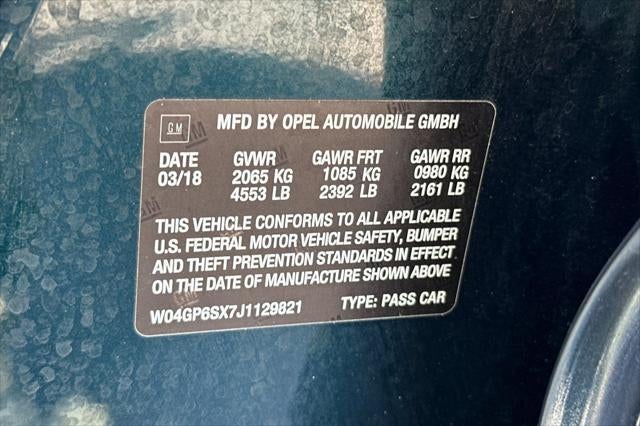 GM MFD BY OPEL AUTOMOBILE GMBH
DATE GVWR GAWR FRT GAWR RR
03/18 2065 KG 1085 KG 0980 KG
4553 LB 2392 LB 2161 LB
THIS VEHICLE CONFORMS TO ALL APPLICABLE
U.S. FEDERAL MOTOR VEHICLE SAFETY, BUMPER
AND THEFT PREVENTION STANDARDS IN EFFECT
ON THE DATE OF MANUFACTURE SHOWN ABOVE
W04GP6SX7J1129821 TYPE: PASS CAR